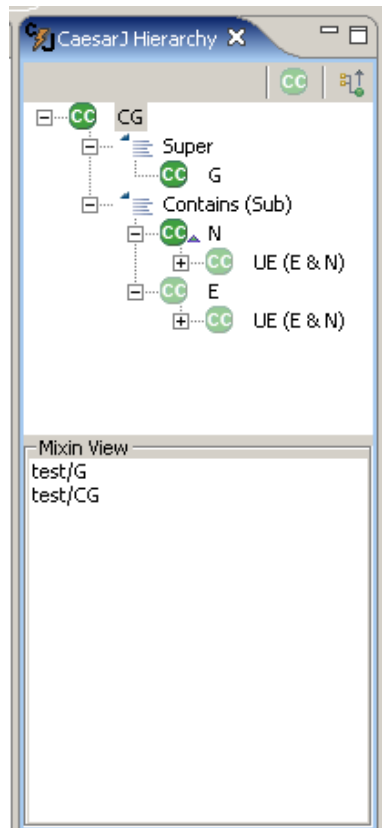 CaesarJ Hierarchy
CC
CC CG
Super
CC G
Contains (Sub)
CC N
CC UE (E & N)
CC E
CC UE (E & N)
Mixin View
test/G
test/CG